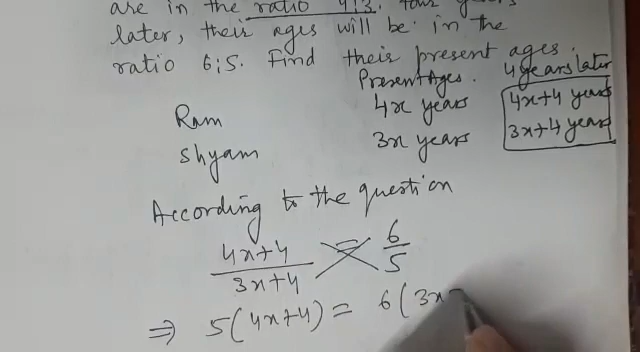 are in the ratio 4:3. four years
later, their ages will be in the
ratio 6:5. Find their present ages.
Present Ages. 4 years later
Ram 4x years 4x+4 years
Shyam 3x years 3x+4 years
According to the question
4x+4 / 3x+4 = 6 / 5
⇒ 5(4x+4) = 6(3x